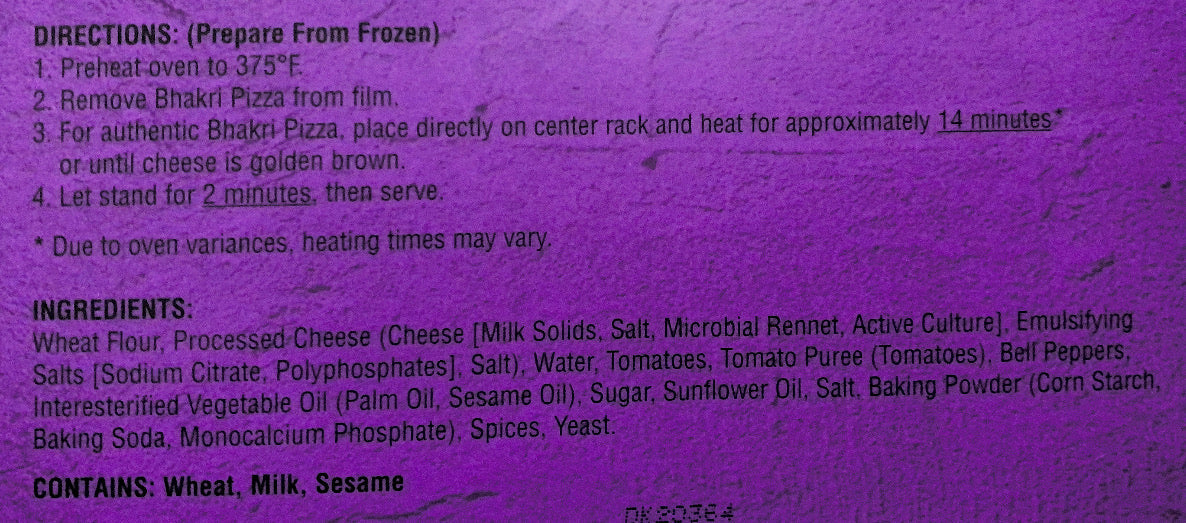 DIRECTIONS: (Prepare From Frozen)
1. Preheat oven to 375°F.
2. Remove Bhakri Pizza from film.
3. For authentic Bhakri Pizza, place directly on center rack and heat for approximately 14 minutes*
or until cheese is golden brown.
4. Let stand for 2 minutes, then serve.
* Due to oven variances, heating times may vary.
INGREDIENTS:
Wheat Flour, Processed Cheese (Cheese [Milk Solids, Salt, Microbial Rennet, Active Culture], Emulsifying
Salts [Sodium Citrate, Polyphosphates], Salt), Water, Tomatoes, Tomato Puree (Tomatoes), Bell Peppers,
Interesterified Vegetable Oil (Palm Oil, Sesame Oil), Sugar, Sunflower Oil, Salt, Baking Powder (Corn Starch,
Baking Soda, Monocalcium Phosphate), Spices, Yeast.
CONTAINS: Wheat, Milk, Sesame